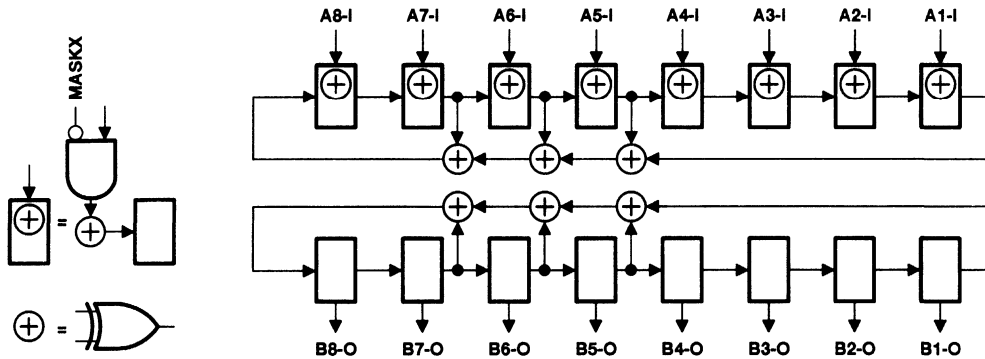 A8-I A7-I A6-I A5-I A4-I A3-I A2-I A1-I
MASKX
=
=
B8-O B7-O B6-O B5-O B4-O B3-O B2-O B1-O